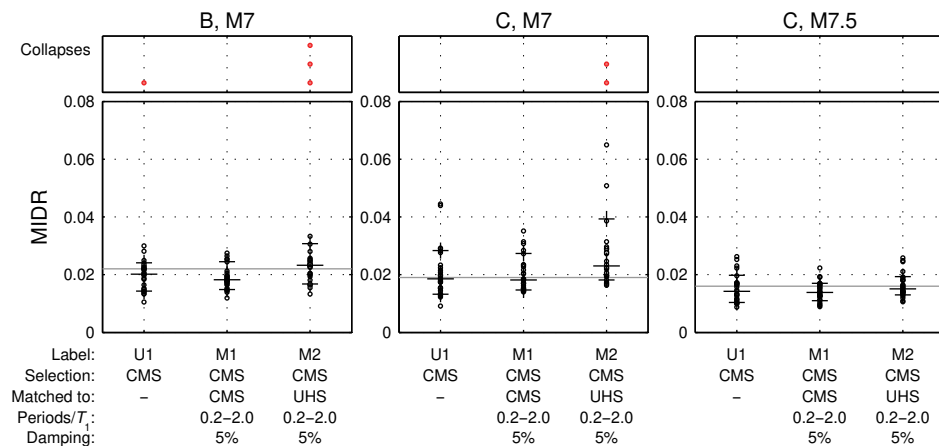 B, M7 C, M7 C, M7.5
Collapses
0.08 0.08 0.08
0.06 0.06 0.06
0.04 0.04 0.04
0.02 0.02 0.02
0 0 0
MIDR
Label: U1 M1 M2 U1 M1 M2 U1 M1 M2
Selection: CMS CMS CMS CMS CMS CMS CMS CMS CMS
Matched to: – CMS UHS – CMS UHS – CMS UHS
Periods/T1: 0.2−2.0 0.2−2.0 0.2−2.0 0.2−2.0 0.2−2.0 0.2−2.0
Damping: 5% 5% 5% 5% 5% 5%